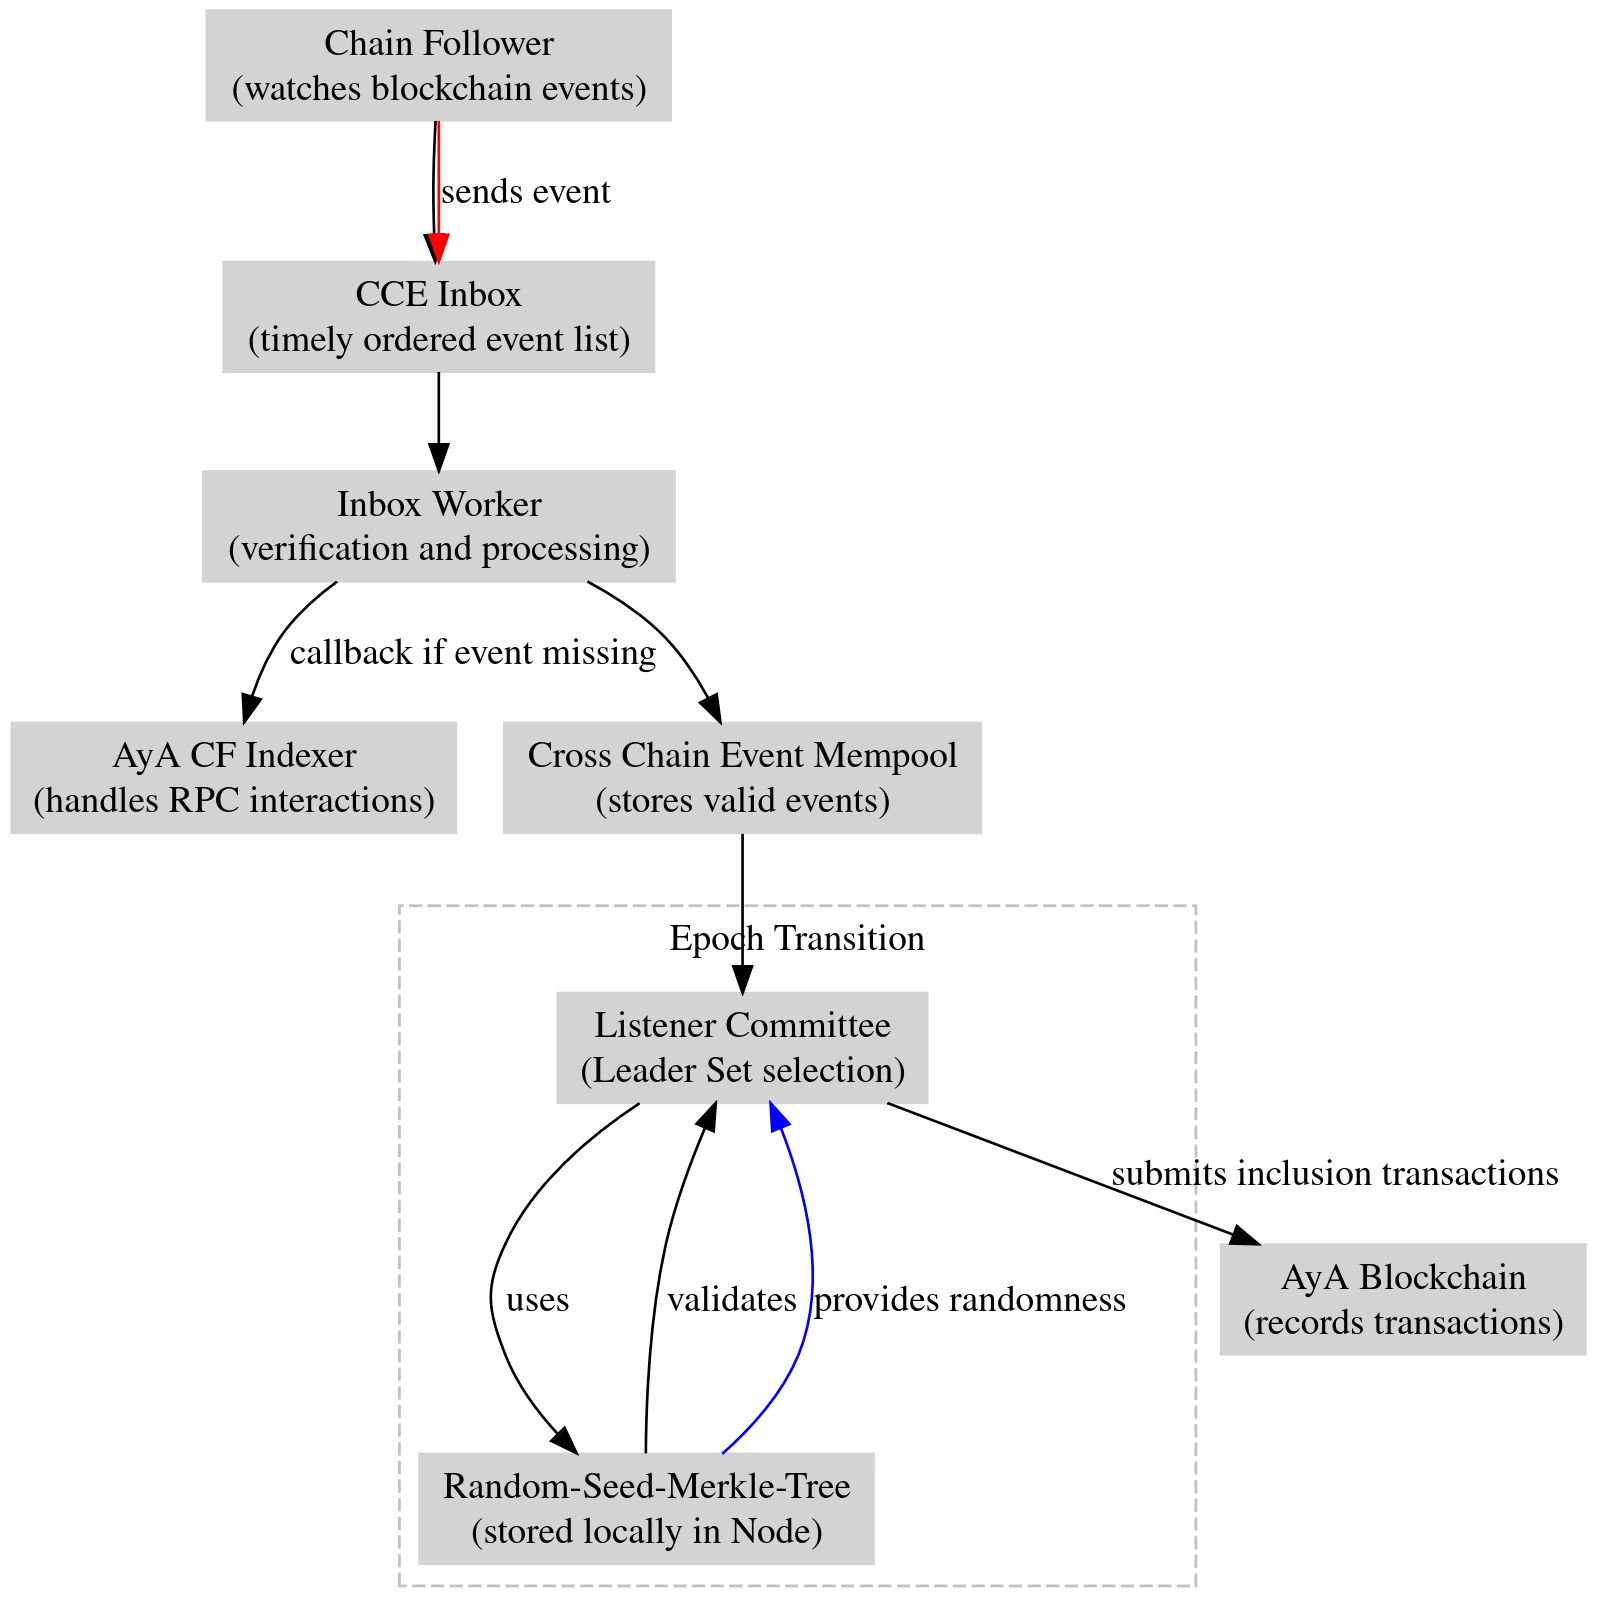 Chain Follower
(watches blockchain events)
sends event
CCE Inbox
(timely ordered event list)
Inbox Worker
(verification and processing)
callback if event missing
AyA CF Indexer
(handles RPC interactions)
Cross Chain Event Mempool
(stores valid events)
Epoch Transition
Listener Committee
(Leader Set selection)
submits inclusion transactions
uses
validates
provides randomness
AyA Blockchain
(records transactions)
Random-Seed-Merkle-Tree
(stored locally in Node)